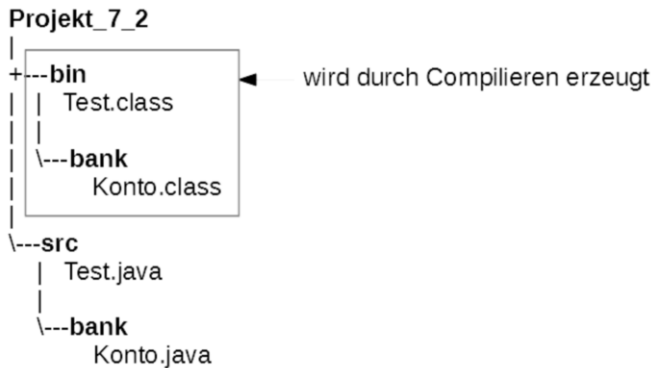 Projekt_7_2
|
+---bin wird durch Compilieren erzeugt
| | Test.class
| |
| \---bank
| Konto.class
|
\---src
| Test.java
|
\---bank
Konto.java